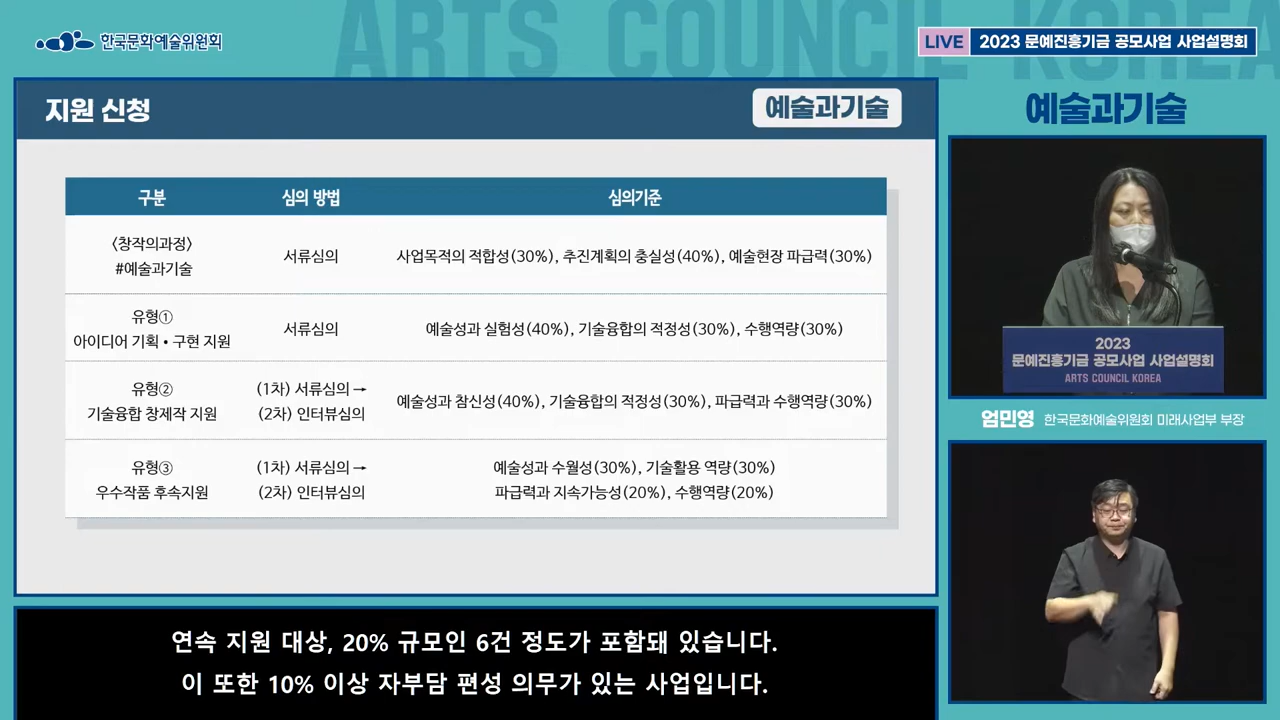 ARTS COUNCIL KOREA
한국문화예술위원회
LIVE 2023 문예진흥기금 공모사업 사업설명회
지원 신청
예술과기술
예술과기술
구분 심의 방법 심의기준
〈창작의과정〉
#예술과기술
서류심의
사업목적의 적합성(30%), 추진계획의 충실성(40%), 예술현장 파급력(30%)
유형①
아이디어 기획 • 구현 지원
서류심의
예술성과 실험성(40%), 기술융합의 적정성(30%), 수행역량(30%)
유형②
기술융합 창제작 지원
(1차) 서류심의 →
(2차) 인터뷰심의
예술성과 참신성(40%), 기술융합의 적정성(30%), 파급력과 수행역량(30%)
유형③
우수작품 후속지원
(1차) 서류심의 →
(2차) 인터뷰심의
예술성과 수월성(30%), 기술활용 역량(30%)
파급력과 지속가능성(20%), 수행역량(20%)
2023
문예진흥기금 공모사업 사업설명회
ARTS COUNCIL KOREA
엄민영 한국문화예술위원회 미래사업부 부장
연속 지원 대상, 20% 규모인 6건 정도가 포함돼 있습니다.
이 또한 10% 이상 자부담 편성 의무가 있는 사업입니다.